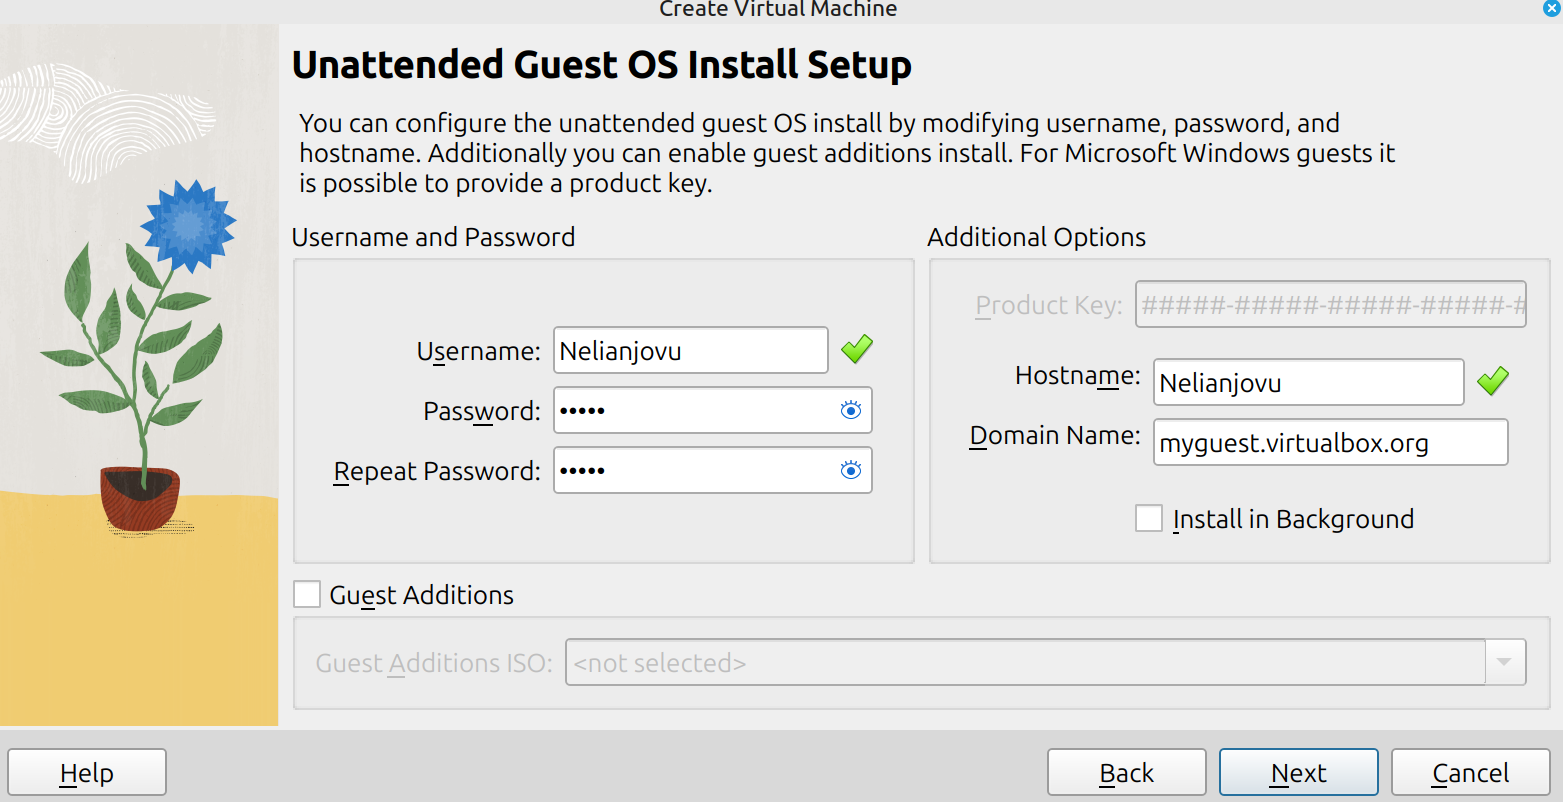 Create Virtual Machine
Unattended Guest OS Install Setup
You can configure the unattended guest OS install by modifying username, password, and
hostname. Additionally you can enable guest additions install. For Microsoft Windows guests it
is possible to provide a product key.
Username and Password
Username: Nelianjovu
Password: •••••
Repeat Password: •••••
Additional Options
Product Key: #####-#####-#####-#####-#
Hostname: Nelianjovu
Domain Name: myguest.virtualbox.org
Install in Background
Guest Additions
Guest Additions ISO: <not selected>
Help
Back
Next
Cancel